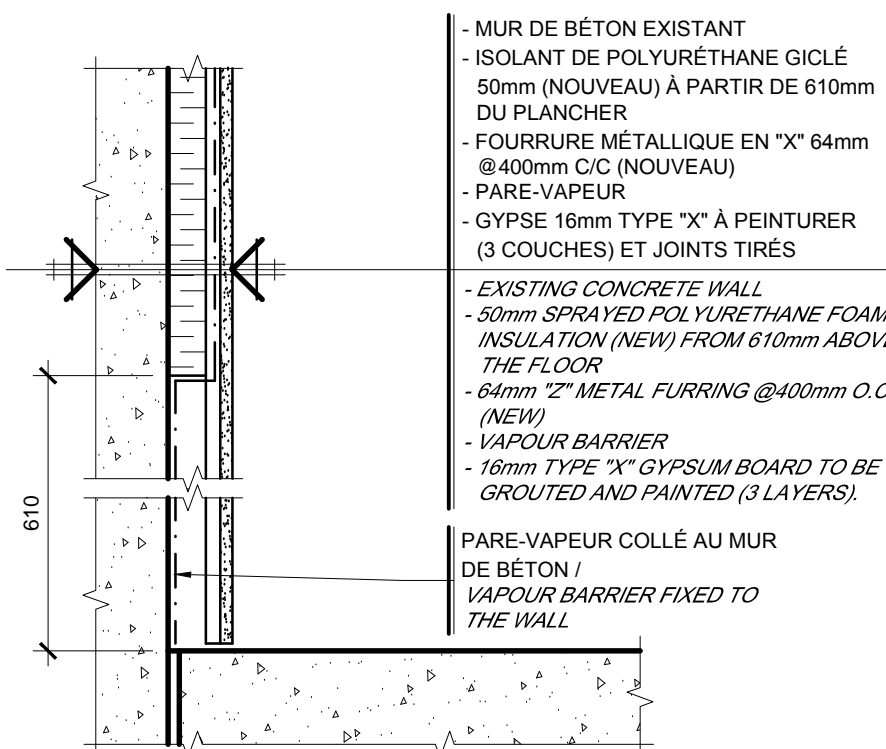 - MUR DE BÉTON EXISTANT
- ISOLANT DE POLYURÉTHANE GICLÉ
50mm (NOUVEAU) À PARTIR DE 610mm
DU PLANCHER
- FOURRURE MÉTALLIQUE EN "X" 64mm
@400mm C/C (NOUVEAU)
- PARE-VAPEUR
- GYPSE 16mm TYPE "X" À PEINTURER
(3 COUCHES) ET JOINTS TIRÉS
- EXISTING CONCRETE WALL
- 50mm SPRAYED POLYURETHANE FOAM
INSULATION (NEW) FROM 610mm ABOVE
THE FLOOR
- 64mm "Z" METAL FURRING @400mm O.C
(NEW)
- VAPOUR BARRIER
- 16mm TYPE "X" GYPSUM BOARD TO BE
GROUTED AND PAINTED (3 LAYERS).
610
PARE-VAPEUR COLLÉ AU MUR
DE BÉTON /
VAPOUR BARRIER FIXED TO
THE WALL